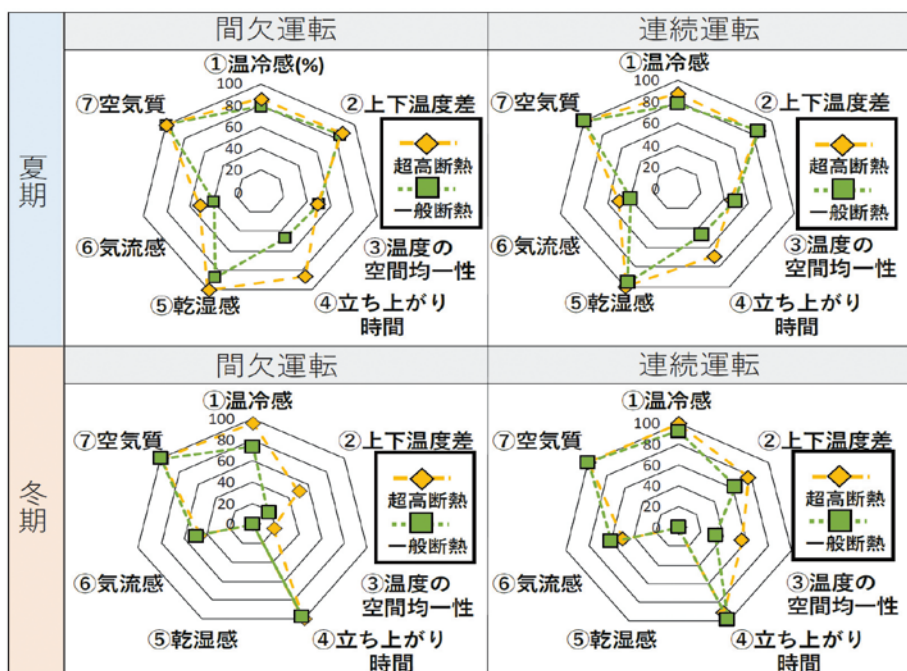 間欠運転
連続運転
夏期
①温冷感(%)
②上下温度差
③温度の
空間均一性
④立ち上がり
時間
⑤乾湿感
⑥気流感
⑦空気質
100
80
60
40
20
0
超高断熱
一般断熱
①温冷感
②上下温度差
③温度の
空間均一性
④立ち上がり
時間
⑤乾湿感
⑥気流感
⑦空気質
100
80
60
40
20
0
超高断熱
一般断熱
冬期
間欠運転
連続運転
①温冷感
②上下温度差
③温度の
空間均一性
④立ち上がり
時間
⑤乾湿感
⑥気流感
⑦空気質
100
80
60
40
20
0
超高断熱
一般断熱
①温冷感
②上下温度差
③温度の
空間均一性
④立ち上がり
時間
⑤乾湿感
⑥気流感
⑦空気質
100
80
60
40
20
0
超高断熱
一般断熱